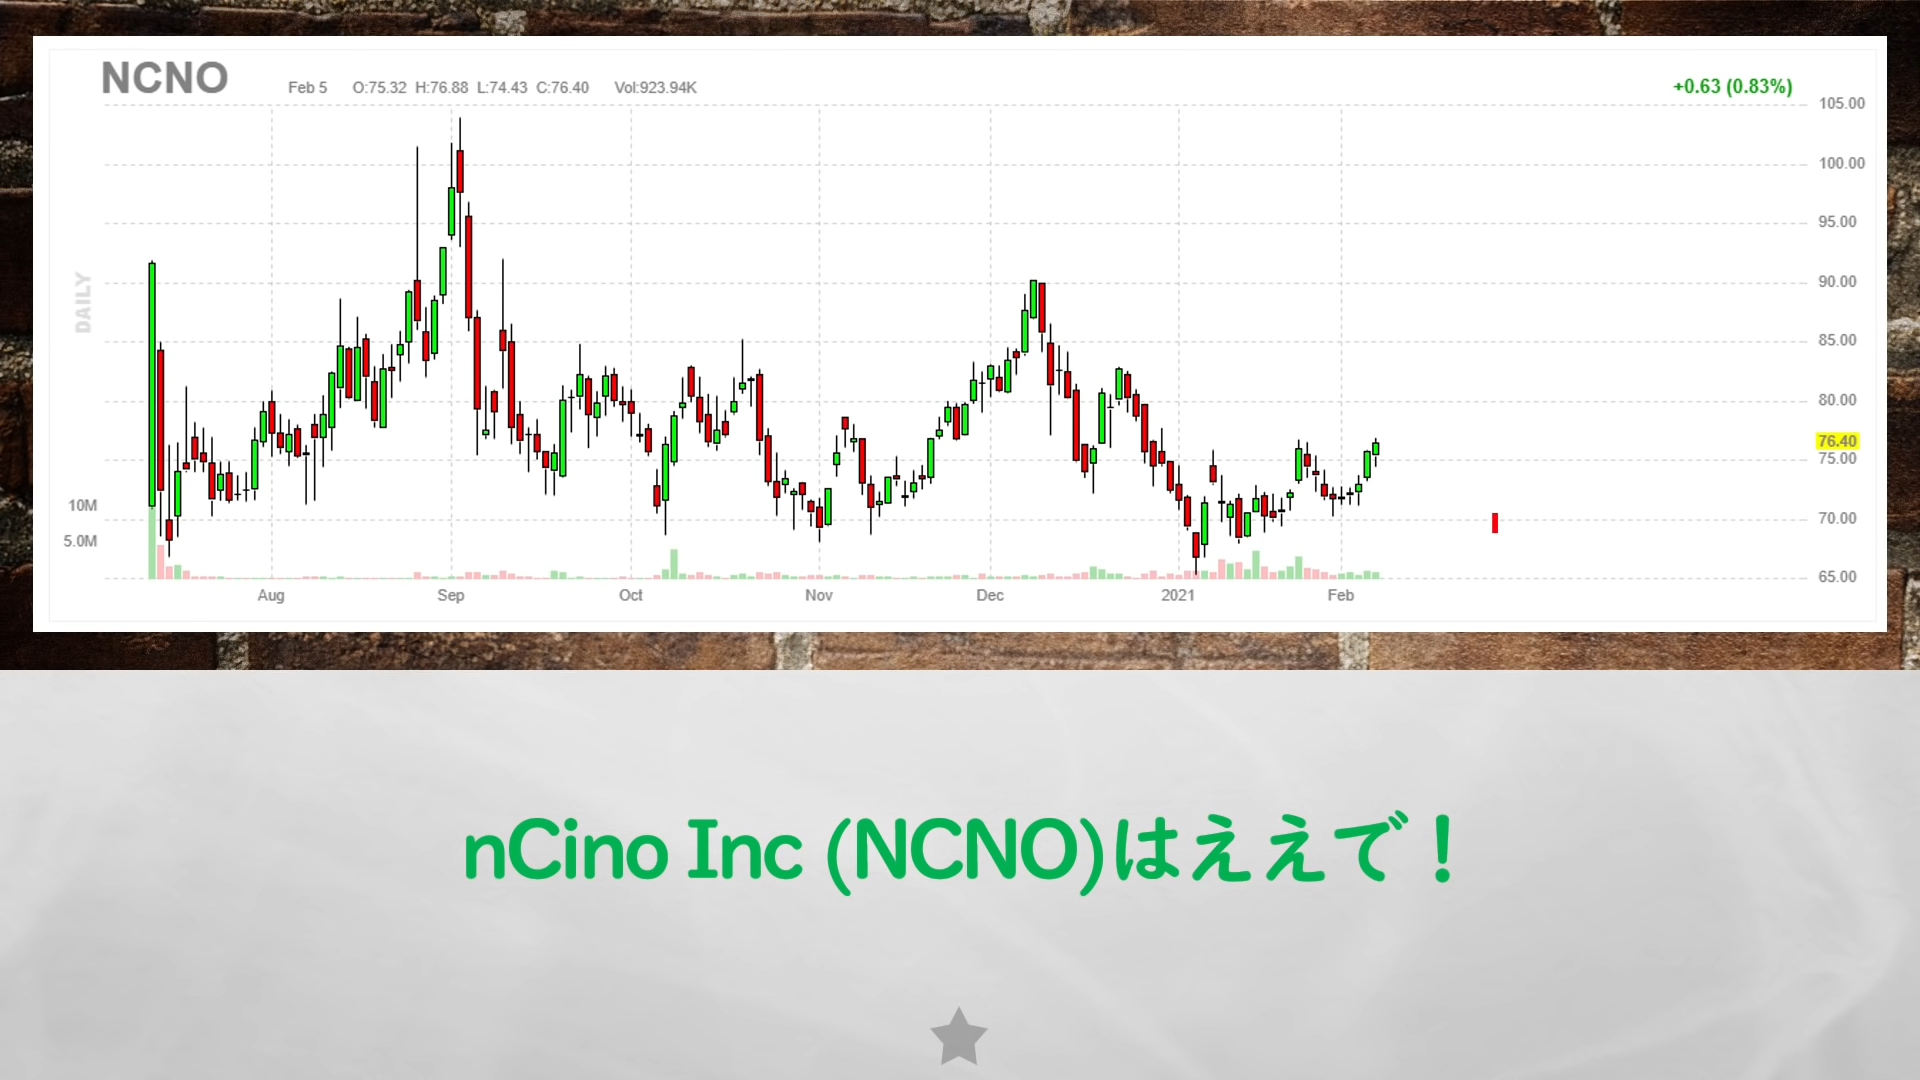 NCNO Feb 5 O:75.32 H:76.88 L:74.43 C:76.40 Vol:923.94K +0.63 (0.83%)
105.00
100.00
95.00
90.00
DAILY
85.00
80.00
76.40
75.00
10M
70.00
5.0M
65.00
Aug Sep Oct Nov Dec 2021 Feb
nCino Inc (NCNO)はええで！